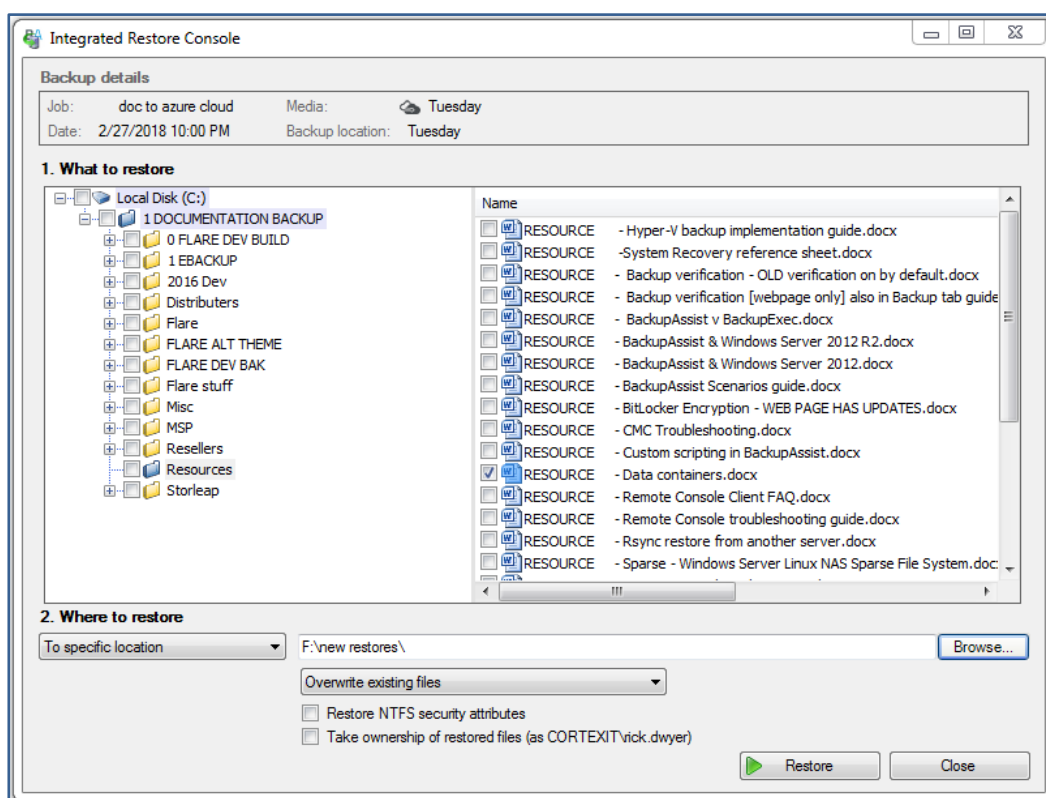 Integrated Restore Console
Backup details
Job: doc to azure cloud Media: Tuesday
Date: 2/27/2018 10:00 PM Backup location: Tuesday
1. What to restore
Local Disk (C:)
1 DOCUMENTATION BACKUP
0 FLARE DEV BUILD
1 EBACKUP
2016 Dev
Distributers
Flare
FLARE ALT THEME
FLARE DEV BAK
Flare stuff
Misc
MSP
Resellers
Resources
Storleap
Name
RESOURCE - Hyper-V backup implementation guide.docx
RESOURCE -System Recovery reference sheet.docx
RESOURCE - Backup verification - OLD verification on by default.docx
RESOURCE - Backup verification [webpage only] also in Backup tab guide
RESOURCE - BackupAssist v BackupExec.docx
RESOURCE - BackupAssist & Windows Server 2012 R2.docx
RESOURCE - BackupAssist & Windows Server 2012.docx
RESOURCE - BackupAssist Scenarios guide.docx
RESOURCE - BitLocker Encryption - WEB PAGE HAS UPDATES.docx
RESOURCE - CMC Troubleshooting.docx
RESOURCE - Custom scripting in BackupAssist.docx
RESOURCE - Data containers.docx
RESOURCE - Remote Console Client FAQ.docx
RESOURCE - Remote Console troubleshooting guide.docx
RESOURCE - Rsync restore from another server.docx
RESOURCE - Sparse - Windows Server Linux NAS Sparse File System.doc
2. Where to restore
To specific location F:\new restores\ Browse...
Overwrite existing files
Restore NTFS security attributes
Take ownership of restored files (as CORTEXIT\rick.dwyer)
Restore Close